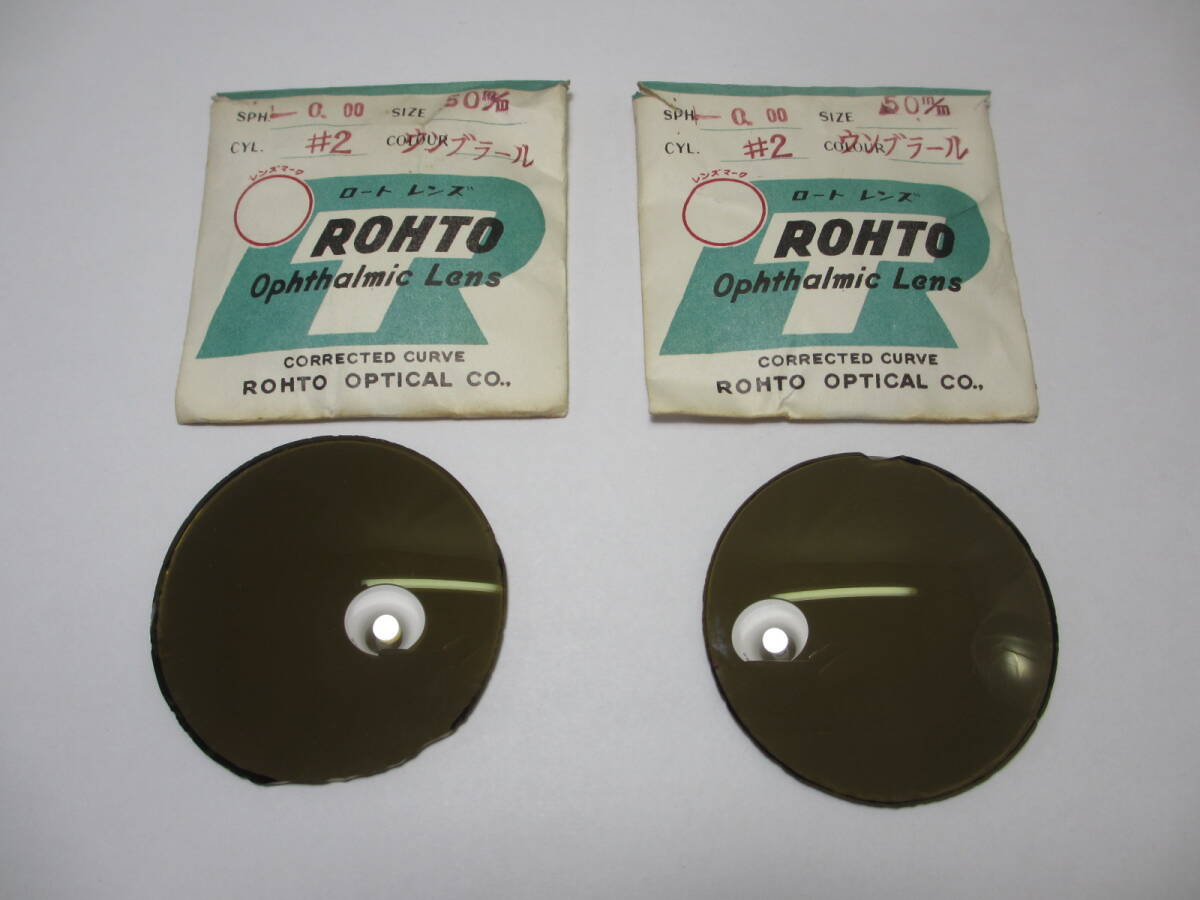 SPH. - 0.00 SIZE 50 m/m
CYL. #2 COLOUR ウンブラール
レンズマーク
ロート レンズ
ROHTO
Ophthalmic Lens
CORRECTED CURVE
ROHTO OPTICAL CO.,
SPH. - 0.00 SIZE 50 m/m
CYL. #2 COLOUR ウンブラール
レンズマーク
ロート レンズ
ROHTO
Ophthalmic Lens
CORRECTED CURVE
ROHTO OPTICAL CO.,